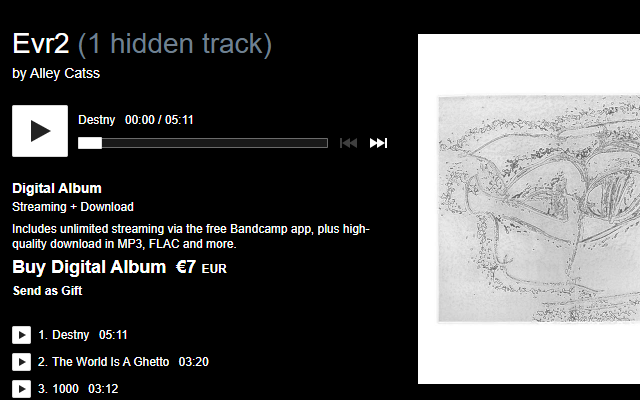 Evr2 (1 hidden track)
by Alley Catss
Destny 00:00 / 05:11
Digital Album
Streaming + Download
Includes unlimited streaming via the free Bandcamp app, plus high-
quality download in MP3, FLAC and more.
Buy Digital Album €7 EUR
Send as Gift
1. Destny 05:11
2. The World Is A Ghetto 03:20
3. 1000 03:12